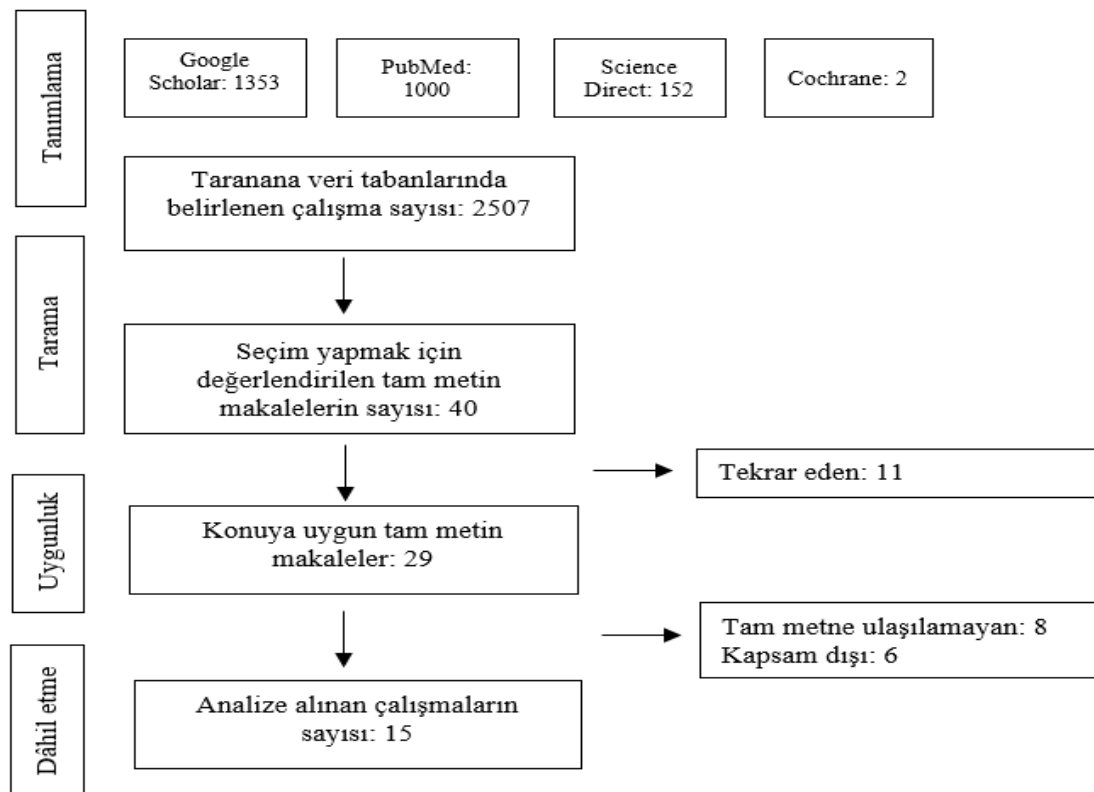 Tanımlama
Google
Scholar: 1353
PubMed:
1000
Science
Direct: 152
Cochrane: 2
Taranana veri tabanlarında
belirlenen çalışma sayısı: 2507
Tarama
Seçim yapmak için
değerlendirilen tam metin
makalelerin sayısı: 40
Tekrar eden: 11
Uygunluk
Konuya uygun tam metin
makaleler: 29
Tam metne ulaşılamayan: 8
Kapsam dışı: 6
Dâhil etme
Analize alınan çalışmaların
sayısı: 15